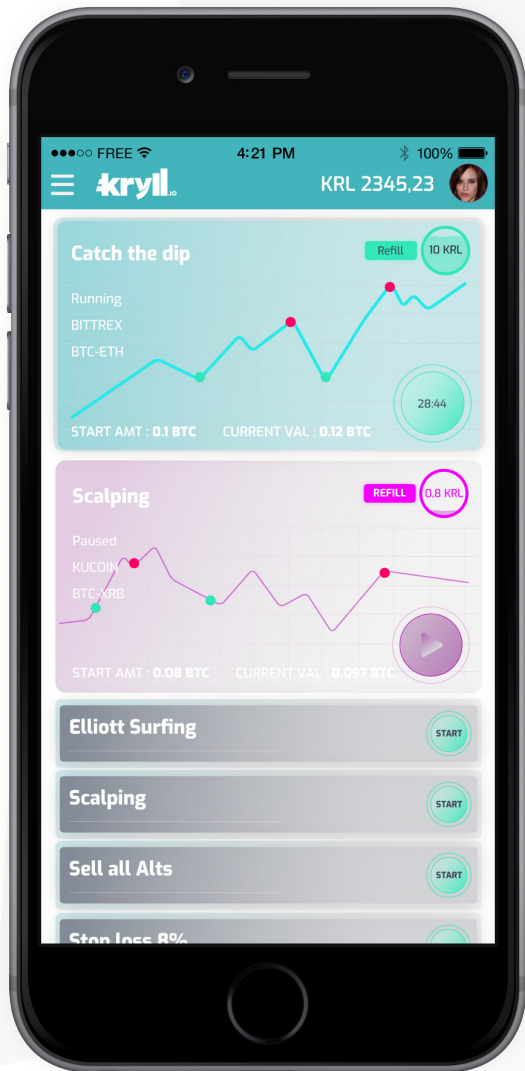 FREE 4:21 PM 100%
kryll.io KRL 2345,23
Catch the dip Refill 10 KRL
Running
BITTREX
BTC-ETH
28:44
START AMT : 0.1 BTC CURRENT VAL : 0.12 BTC
Scalping REFILL 0,8 KRL
Paused
KUCOIN
BTC-XRB
START AMT : 0.08 BTC CURRENT VAL : 0.097 BTC
Elliott Surfing START
Scalping START
Sell all Alts START
Stop loss 8%